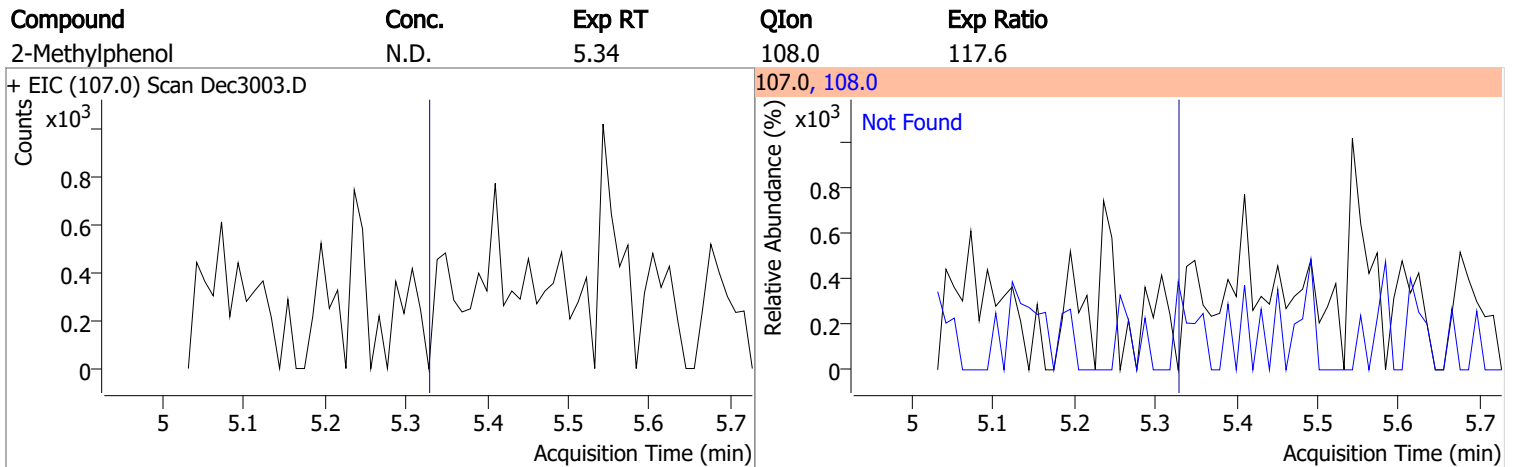 Compound Conc. Exp RT QIon Exp Ratio
2-Methylphenol N.D. 5.34 108.0 117.6
+ EIC (107.0) Scan Dec3003.D
Counts
x10³
0.8
0.6
0.4
0.2
0
5 5.1 5.2 5.3 5.4 5.5 5.6 5.7
Acquisition Time (min)
107.0, 108.0
Relative Abundance (%)
x10³
Not Found
0.8
0.6
0.4
0.2
0
5 5.1 5.2 5.3 5.4 5.5 5.6 5.7
Acquisition Time (min)